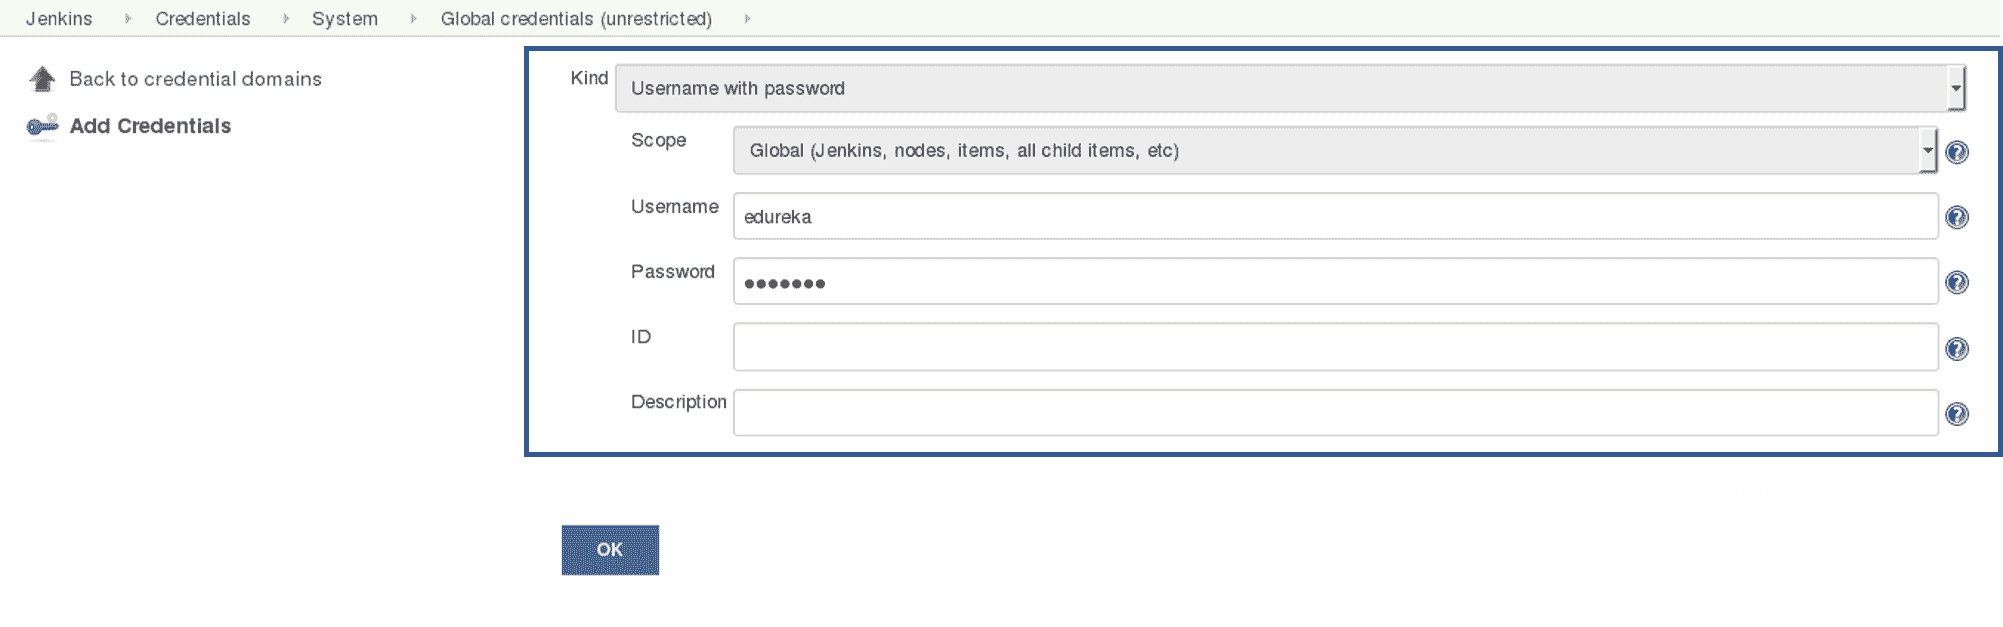 Jenkins Credentials System Global credentials (unrestricted)
Back to credential domains
Add Credentials
Kind Username with password
Scope Global (Jenkins, nodes, items, all child items, etc)
Username edureka
Password •••••••
ID
Description
OK